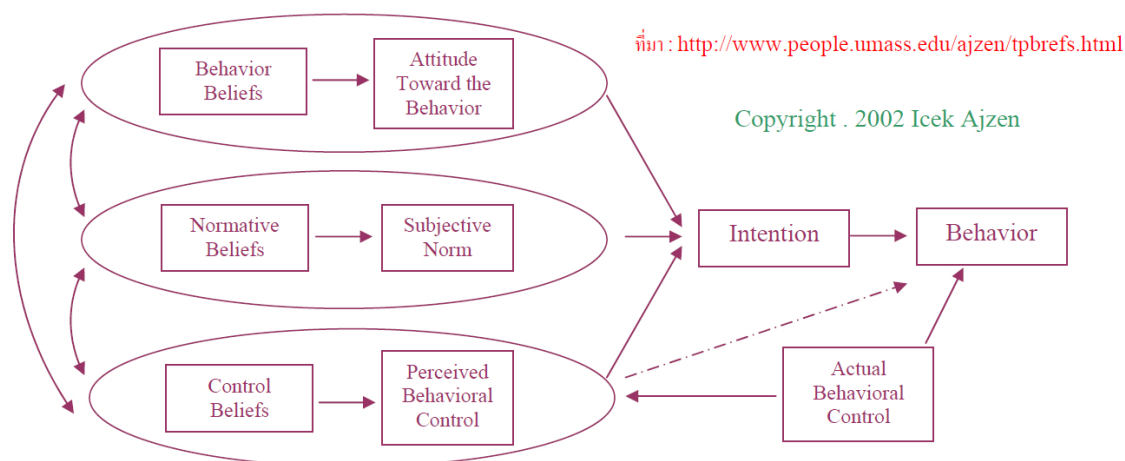 ที่มา : http://www.people.umass.edu/ajzen/tpbrefs.html
Copyright . 2002 Icek Ajzen
Behavior
Beliefs
Attitude
Toward the
Behavior
Normative
Beliefs
Subjective
Norm
Intention
Behavior
Control
Beliefs
Perceived
Behavioral
Control
Actual
Behavioral
Control